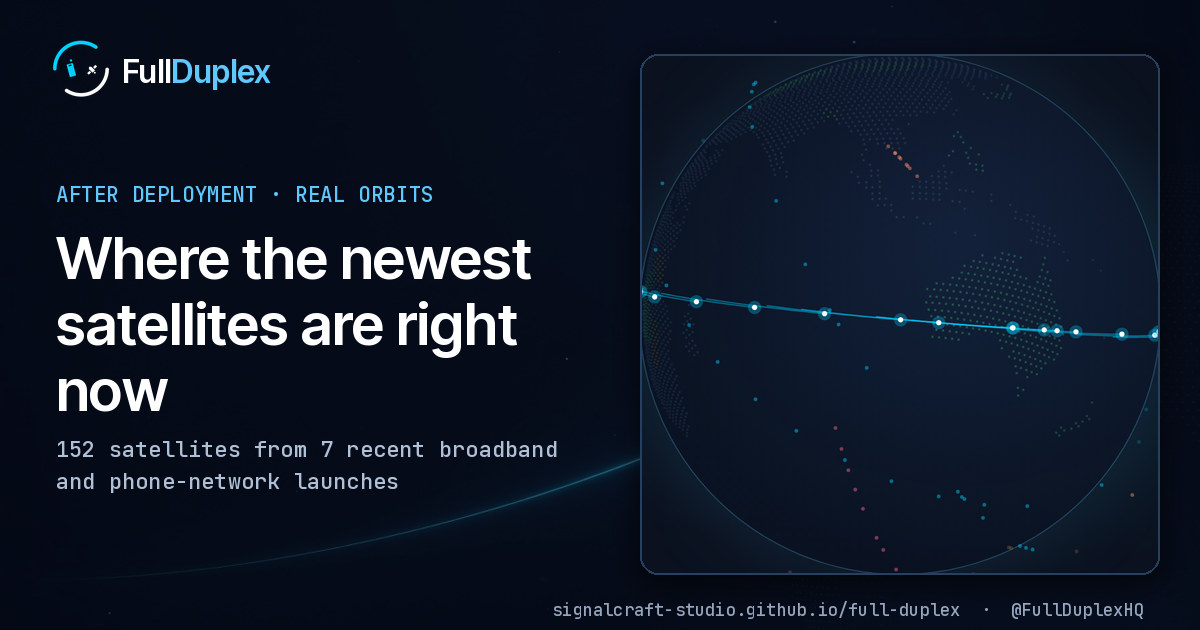 FullDuplex
AFTER DEPLOYMENT · REAL ORBITS
Where the newest
satellites are right
now
152 satellites from 7 recent broadband
and phone-network launches
signalcraft-studio.github.io/full-duplex · @FullDuplexHQ